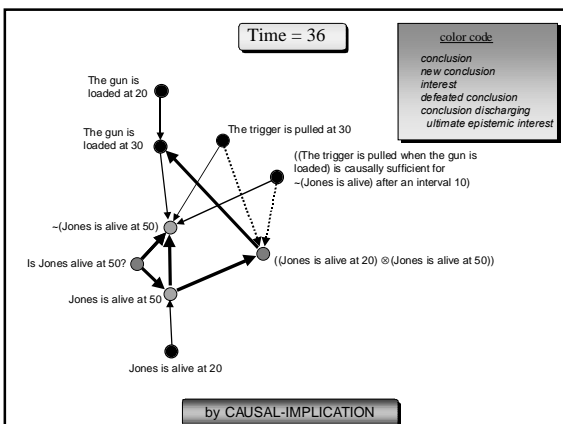 Time = 36
color code
conclusion
new conclusion
interest
defeated conclusion
conclusion discharging
ultimate epistemic interest
The gun is
loaded at 20
The gun is
loaded at 30
The trigger is pulled at 30
((The trigger is pulled when the gun is
loaded) is causally sufficient for
~(Jones is alive) after an interval 10)
~(Jones is alive at 50)
Is Jones alive at 50?
((Jones is alive at 20) ⊗(Jones is alive at 50))
Jones is alive at 50
Jones is alive at 20
by CAUSAL-IMPLICATION